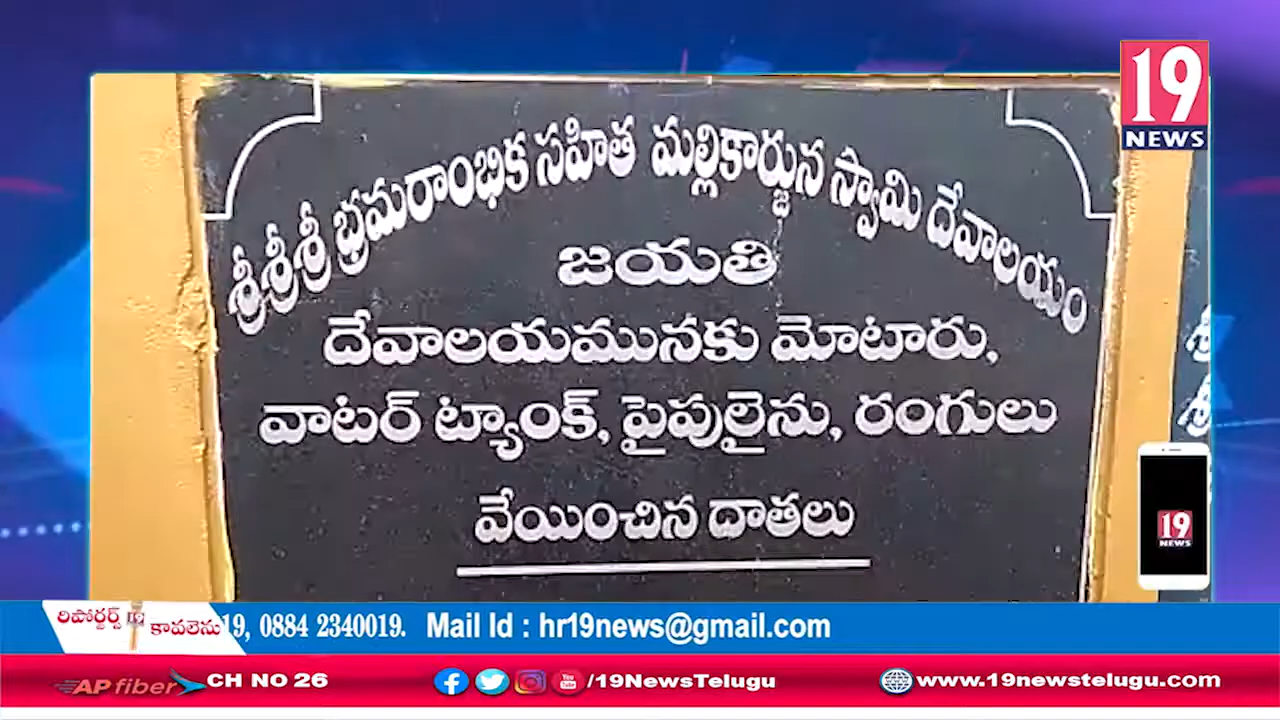 19
NEWS
శ్రీశ్రీశ్రీ భ్రమరాంభిక సహిత మల్లికార్జున స్వామి దేవాలయం
జయతి
దేవాలయమునకు మోటారు,
వాటర్ ట్యాంక్, పైపులైను, రంగులు
వేయించిన దాతలు
19
NEWS
రిపోర్టర్స్ కావలెను
19, 0884 2340019. Mail Id : hr19news@gmail.com
AP fiber CH NO 26 /19NewsTelugu www.19newstelugu.com